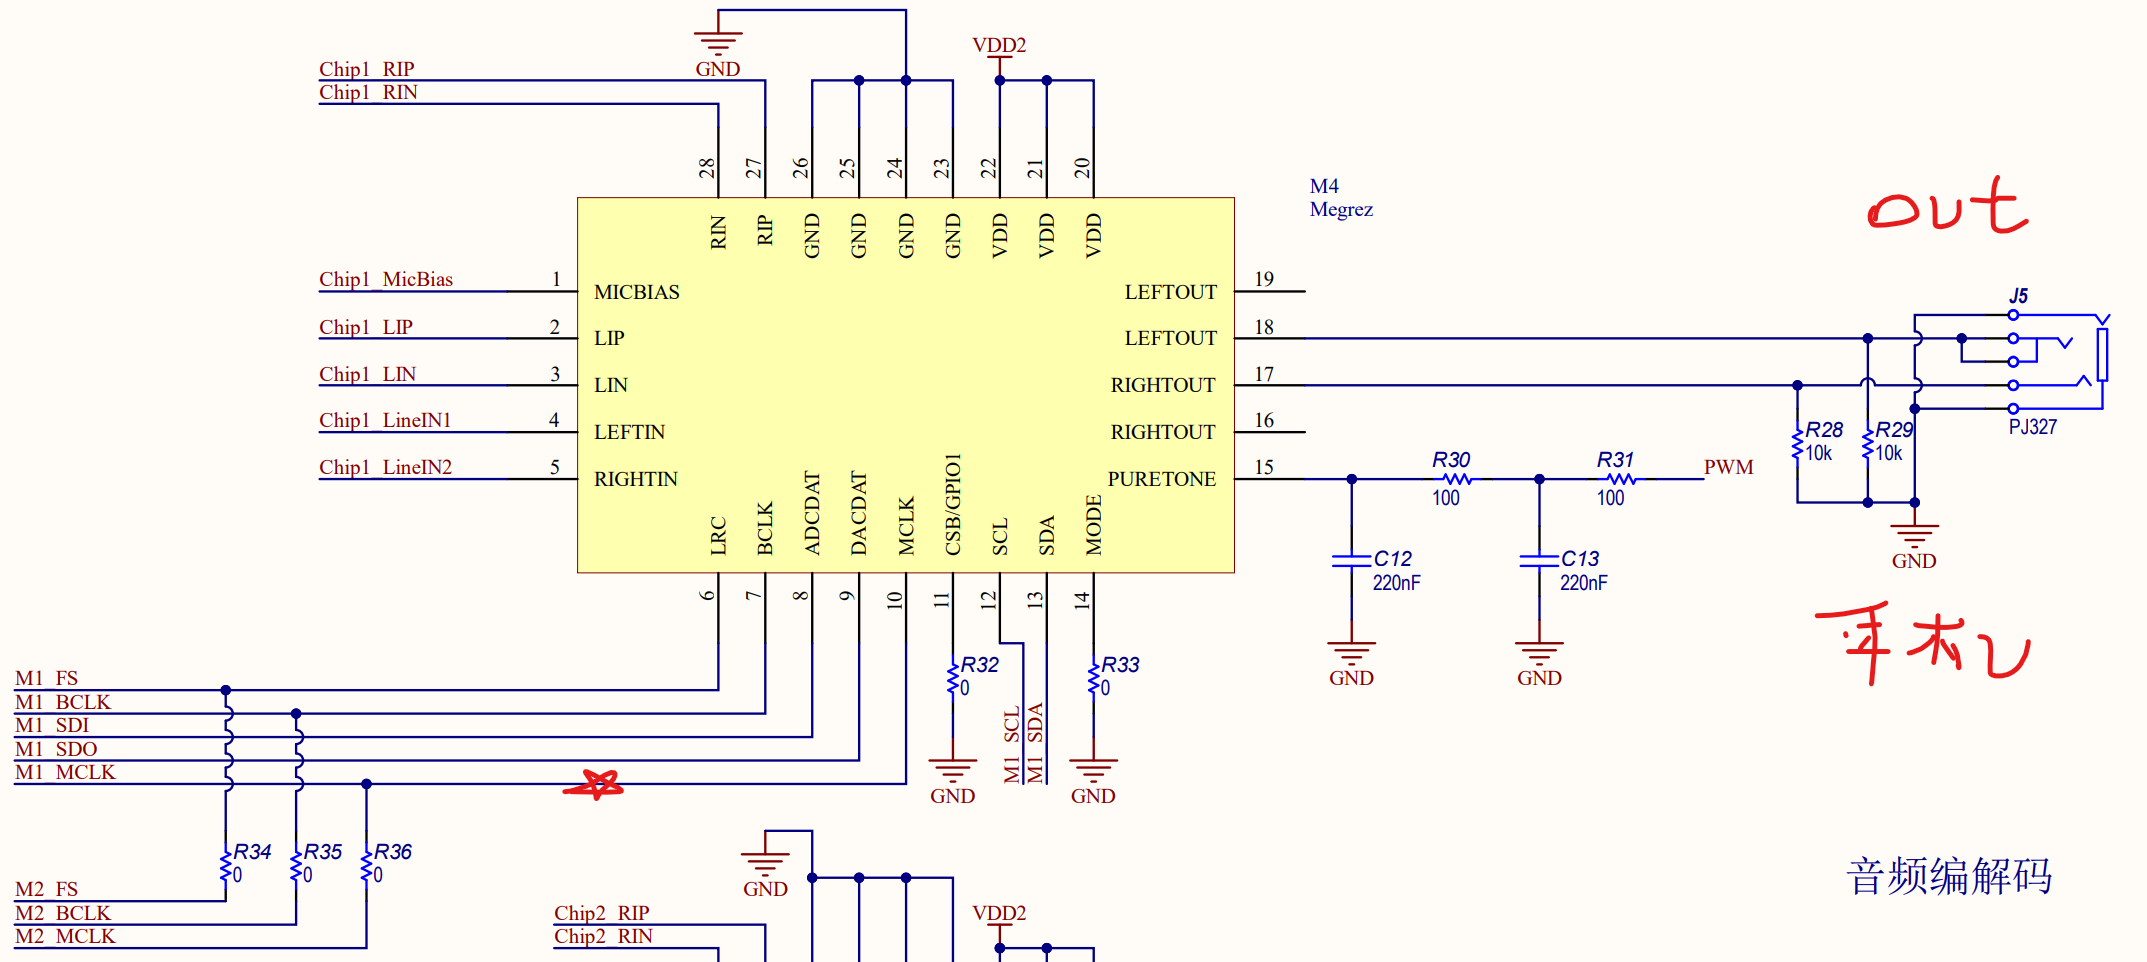 GND
VDD2
Chip1_RIP
Chip1_RIN
28 27 26 25 24 23 22 21 20
M4
Megrez
out
RIN RIP GND GND GND GND VDD VDD VDD
Chip1_MicBias 1 MICBIAS
LEFTOUT 19
J5
Chip1_LIP 2 LIP
LEFTOUT 18
Chip1_LIN 3 LIN
RIGHTOUT 17
Chip1_LineIN1 4 LEFTIN
RIGHTOUT 16
PJ327
R28
10k
R29
10k
Chip1_LineIN2 5 RIGHTIN
PURETONE 15
R30
100
R31
100
PWM
LRC BCLK ADCDAT DACDAT MCLK CSB/GPIO1 SCL SDA MODE
GND
C12
220nF
C13
220nF
6 7 8 9 10 11 12 13 14
GND
GND
R32
0
R33
0
M1_FS
M1_BCLK
M1_SDI
M1_SDO
M1_MCLK
M1_SCL
M1_SDA
GND
GND
R34
0
R35
0
R36
0
音频编解码
GND
M2_FS
M2_BCLK
M2_MCLK
Chip2_RIP
Chip2_RIN
VDD2